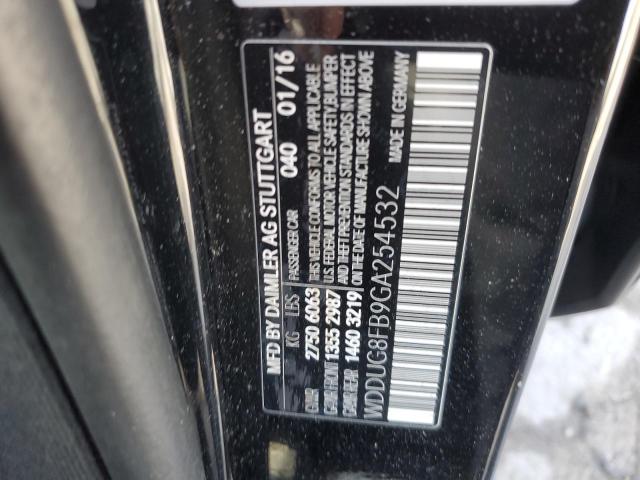 MFD BY DAIMLER AG STUTTGART
040 01/16
KG LBS PASSENGER CAR
GVWR 2750 6063 THIS VEHICLE CONFORMS TO ALL APPLICABLE
GAWR FRONT 1355 2987 U.S. FEDERAL MOTOR VEHICLE SAFETY, BUMPER
GAWR REAR 1460 3219 AND THEFT PREVENTION STANDARDS IN EFFECT
ON THE DATE OF MANUFACTURE SHOWN ABOVE
WDDUG8FB9GA254532 MADE IN GERMANY